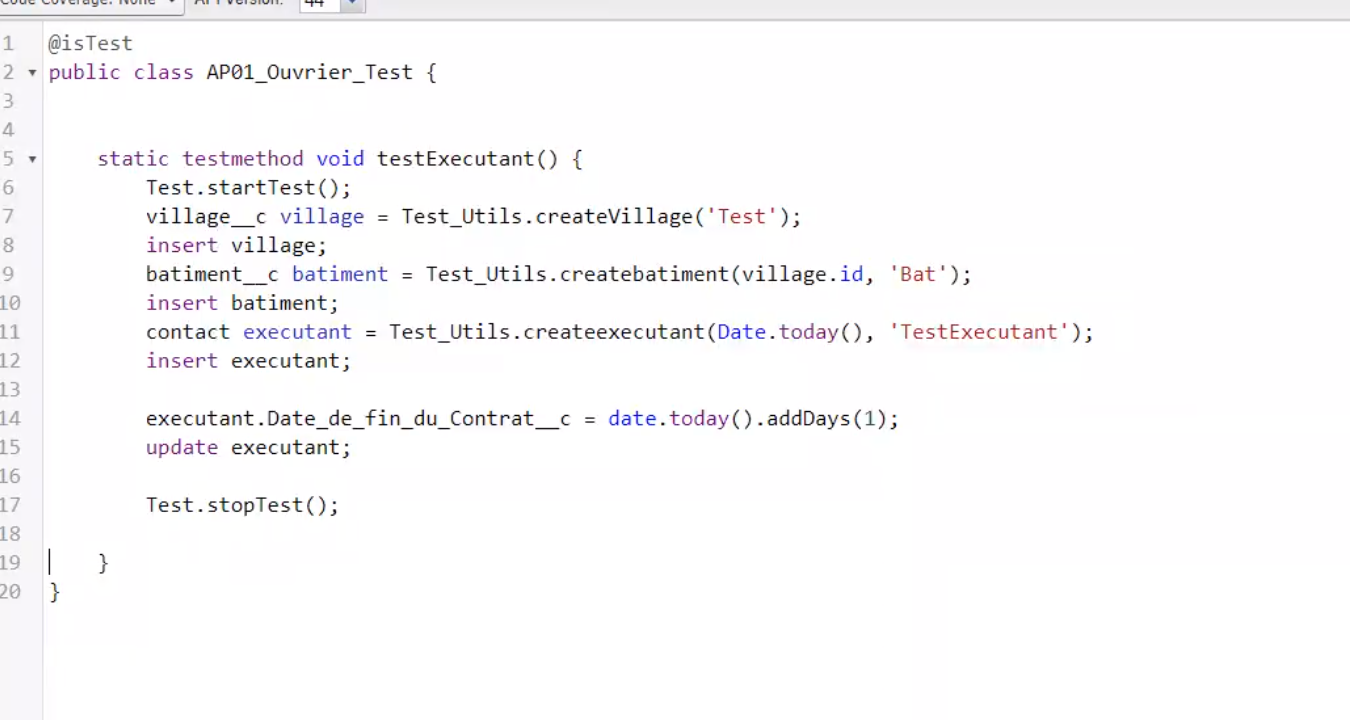 Code Coverage: None API Version: 44
1 @isTest
2 public class AP01_Ouvrier_Test {
3
4
5 static testmethod void testExecutant() {
6 Test.startTest();
7 village__c village = Test_Utils.createVillage('Test');
8 insert village;
9 batiment__c batiment = Test_Utils.createbatiment(village.id, 'Bat');
10 insert batiment;
11 contact executant = Test_Utils.createexecutant(Date.today(), 'TestExecutant');
12 insert executant;
13
14 executant.Date_de_fin_du_Contrat__c = date.today().addDays(1);
15 update executant;
16
17 Test.stopTest();
18
19 }
20 }